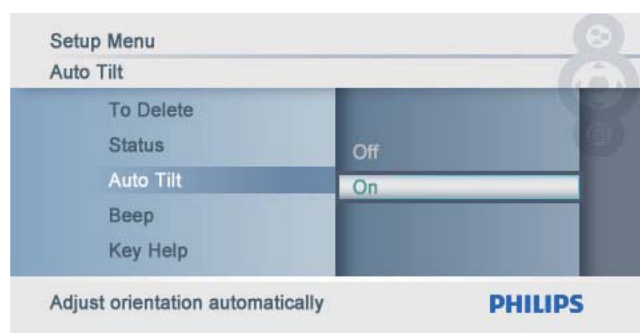 Setup Menu
Auto Tilt
To Delete
Status
Auto Tilt
Beep
Key Help
Off
On
Adjust orientation automatically
PHILIPS